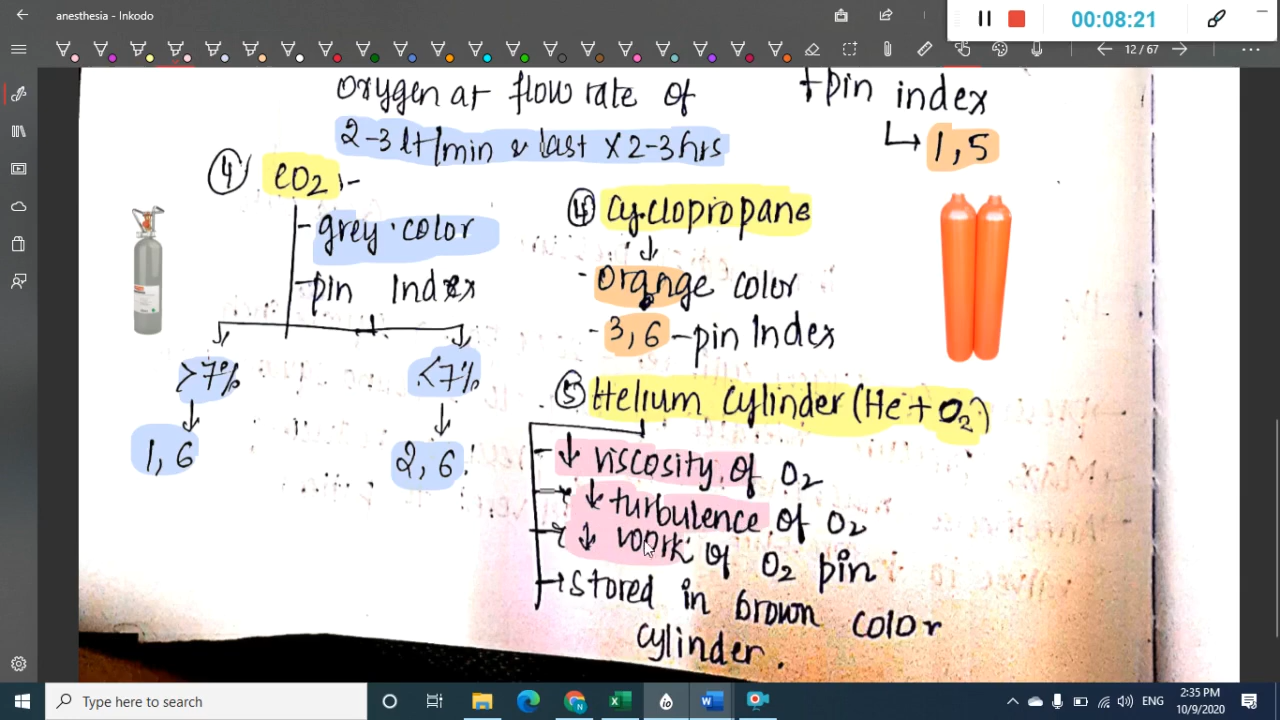 anesthesia - Inkodo
00:08:21
12 / 67
oxygen at flow rate of
2-3 lt/min & last x 2-3 hrs
+pin index
↳ 1,5
④ CO2 :-
- grey color
- pin Index
>7%
<7%
1, 6
2, 6
④ Cyclopropane
↓
- orange color
- 3, 6 - pin Index
⑤ Helium cylinder (He + O2)
- ↓ viscosity of O2
→ ↓ turbulence of O2
→ ↓ work of O2 pin
→ stored in brown color
cylinder.
Type here to search
ENG
2:35 PM
10/9/2020